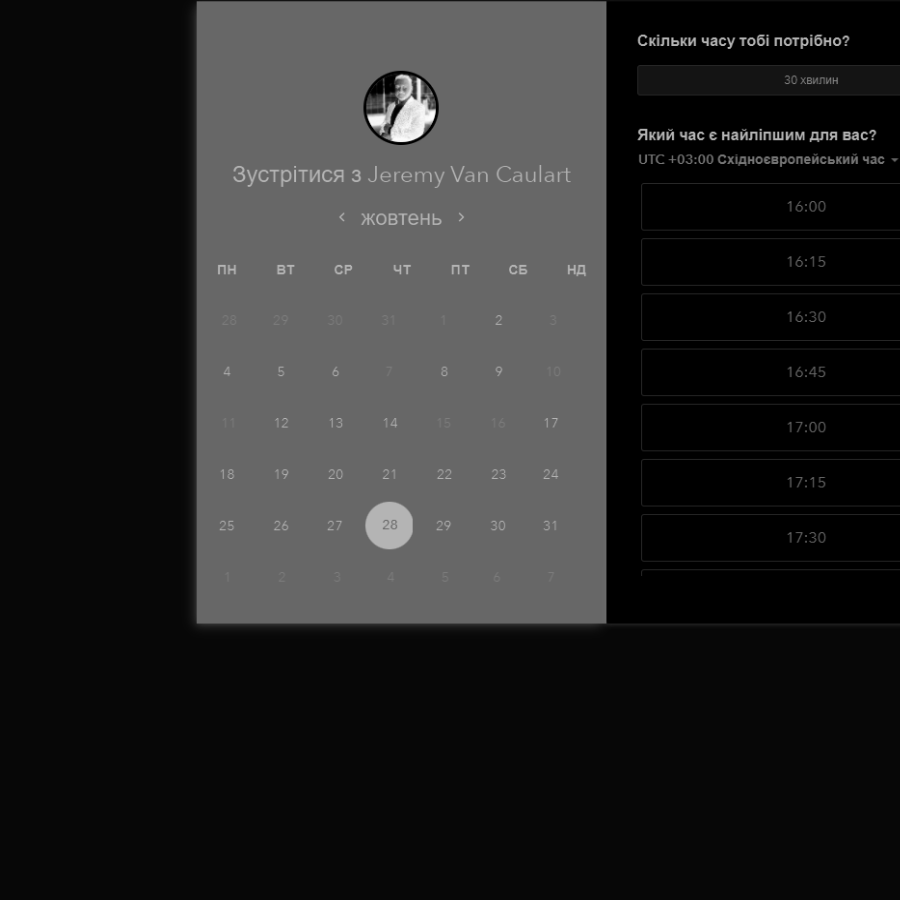 Зустрітися з Jeremy Van Caulart
жовтень
ПН ВТ СР ЧТ ПТ СБ НД
28 29 30 31 1 2 3
4 5 6 7 8 9 10
11 12 13 14 15 16 17
18 19 20 21 22 23 24
25 26 27 28 29 30 31
1 2 3 4 5 6 7
Скільки часу тобі потрібно?
30 хвилин
Який час є найліпшим для вас?
UTC +03:00 Східноєвропейський час
16:00
16:15
16:30
16:45
17:00
17:15
17:30